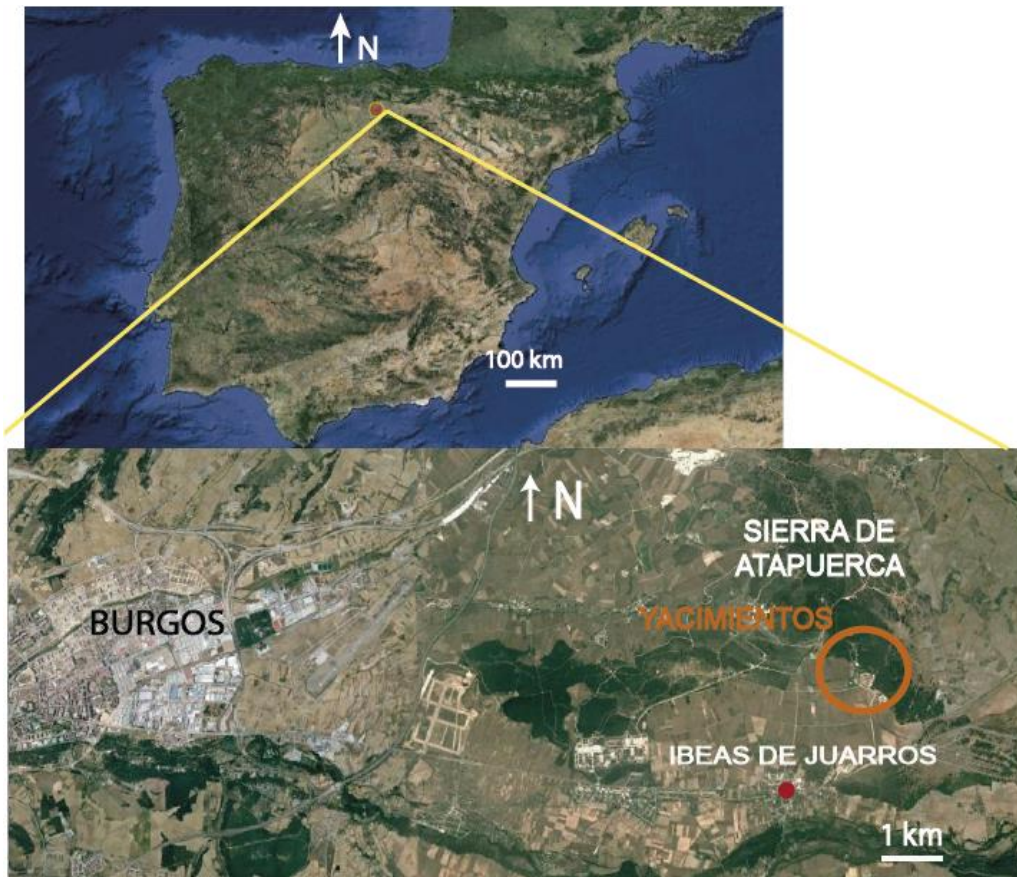 N
100 km
N
SIERRA DE
ATAPUERCA
YACIMIENTOS
BURGOS
IBEAS DE JUARROS
1 km